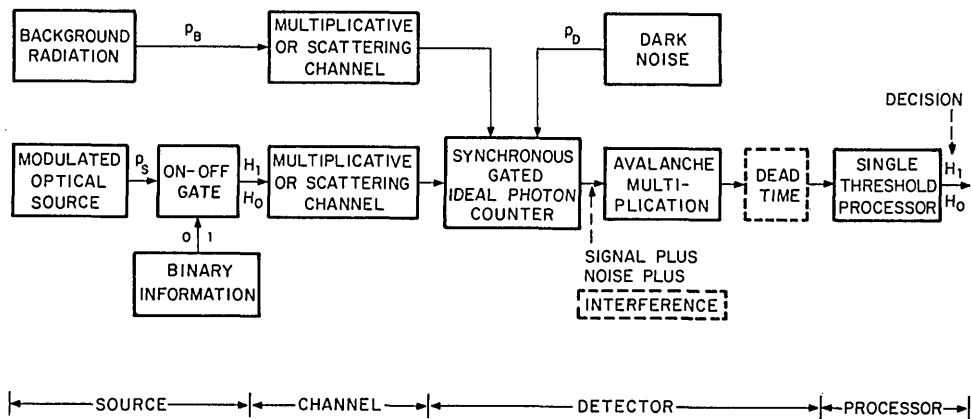 BACKGROUND
RADIATION
p_B
MULTIPLICATIVE
OR SCATTERING
CHANNEL
p_D
DARK
NOISE
DECISION
MODULATED
OPTICAL
SOURCE
p_S
ON-OFF
GATE
H_1
H_0
MULTIPLICATIVE
OR SCATTERING
CHANNEL
SYNCHRONOUS
GATED
IDEAL PHOTON
COUNTER
AVALANCHE
MULTI-
PLICATION
DEAD
TIME
SINGLE
THRESHOLD
PROCESSOR
H_1
H_0
0 1
BINARY
INFORMATION
SIGNAL PLUS
NOISE PLUS
INTERFERENCE
SOURCE
CHANNEL
DETECTOR
PROCESSOR